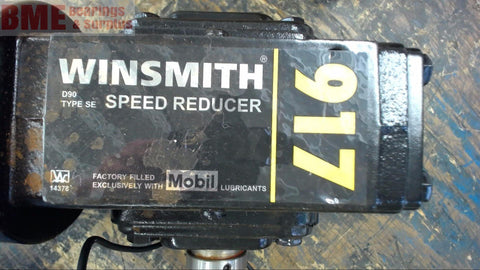 BME Bearings
& Surplus
WINSMITH®
D90
TYPE SE SPEED REDUCER
917
W
14378
FACTORY FILLED
EXCLUSIVELY WITH Mobil LUBRICANTS